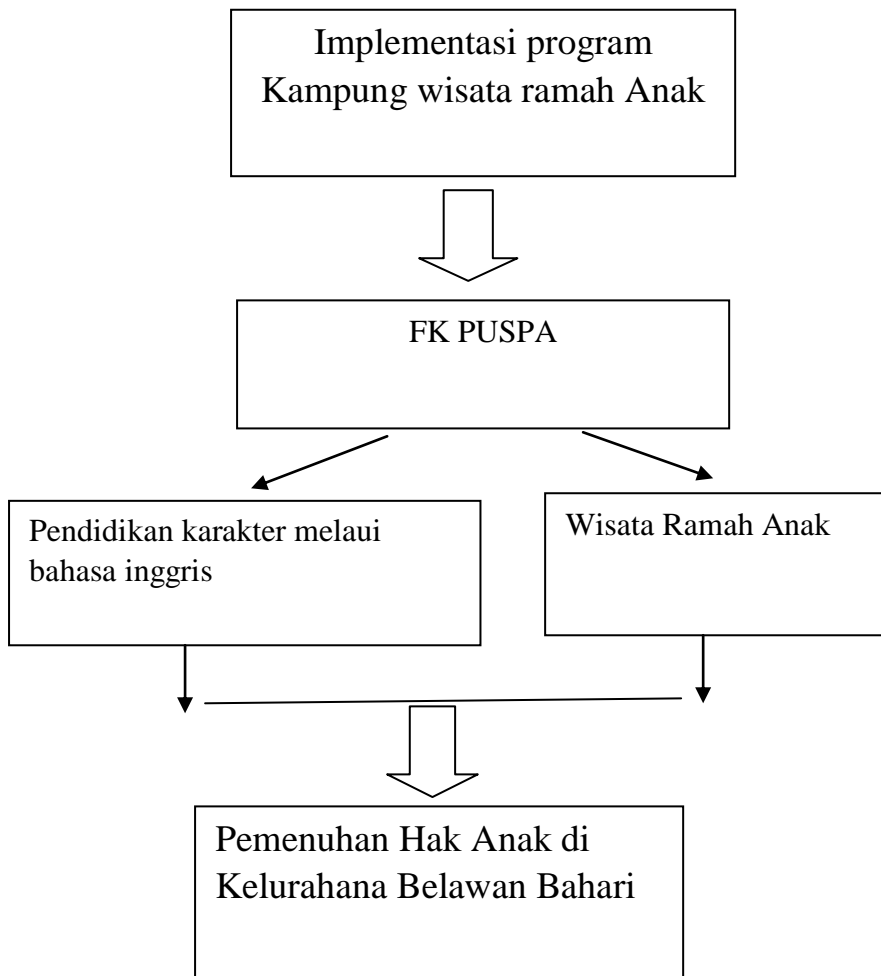 Implementasi program
Kampung wisata ramah Anak
FK PUSPA
Pendidikan karakter melaui
bahasa inggris
Wisata Ramah Anak
Pemenuhan Hak Anak di
Kelurahana Belawan Bahari